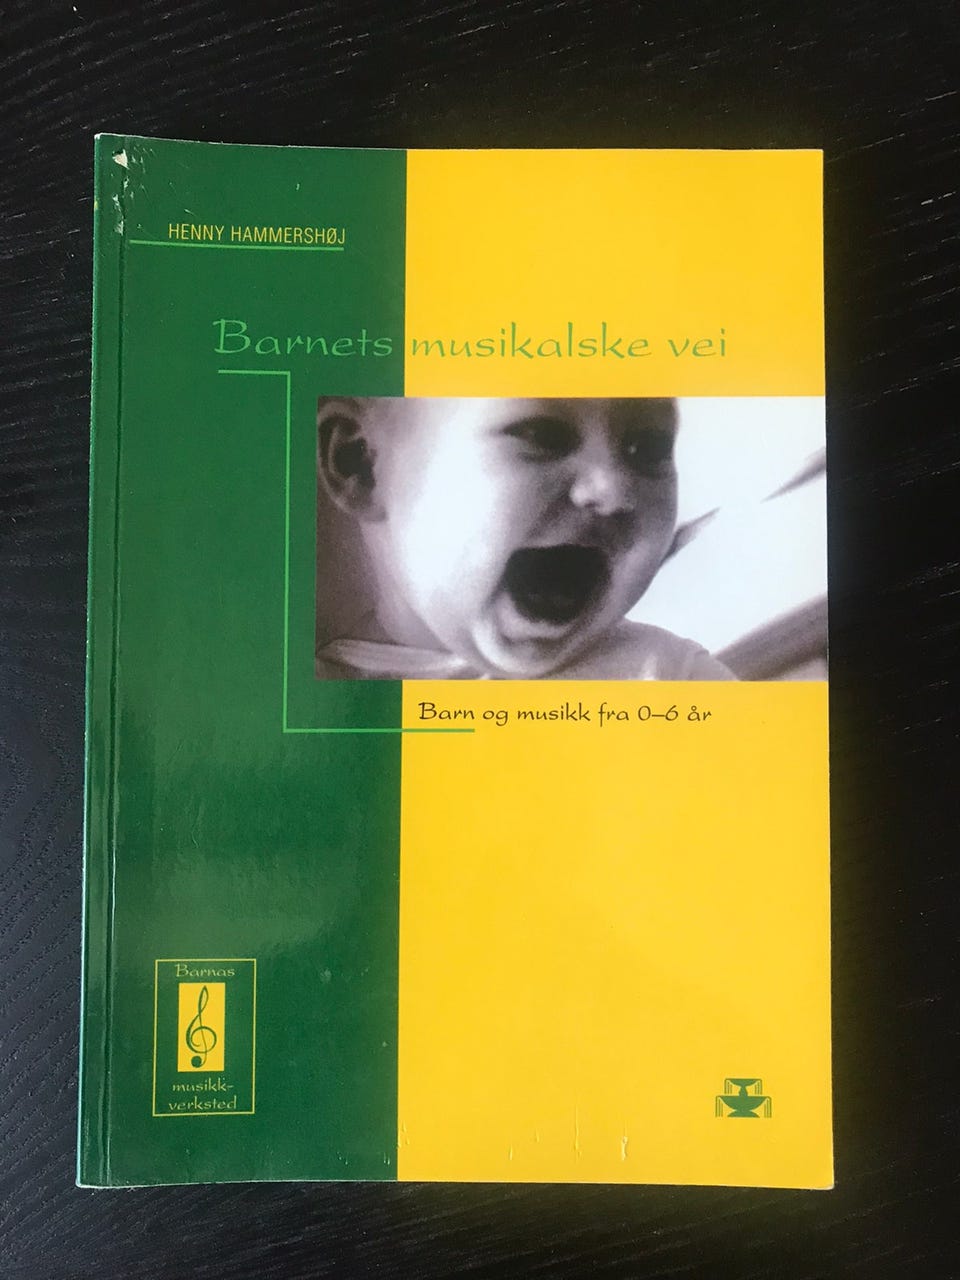 HENNY HAMMERSHØJ
Barnets musikalske vei
Barn og musikk fra 0–6 år
Barnas
musikk-
verksted